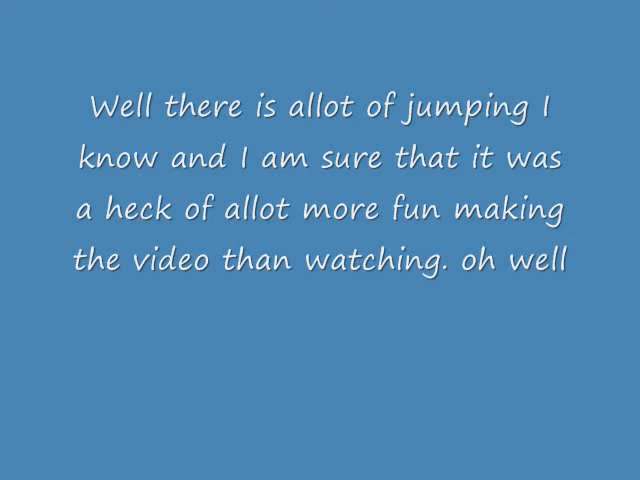 Well there is allot of jumping I
know and I am sure that it was
a heck of allot more fun making
the video than watching. oh well